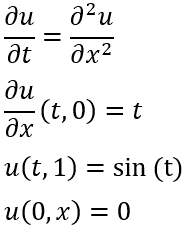 ∂u/∂t = ∂²u/∂x²
∂u/∂x (t, 0) = t
u(t, 1) = sin (t)
u(0, x) = 0